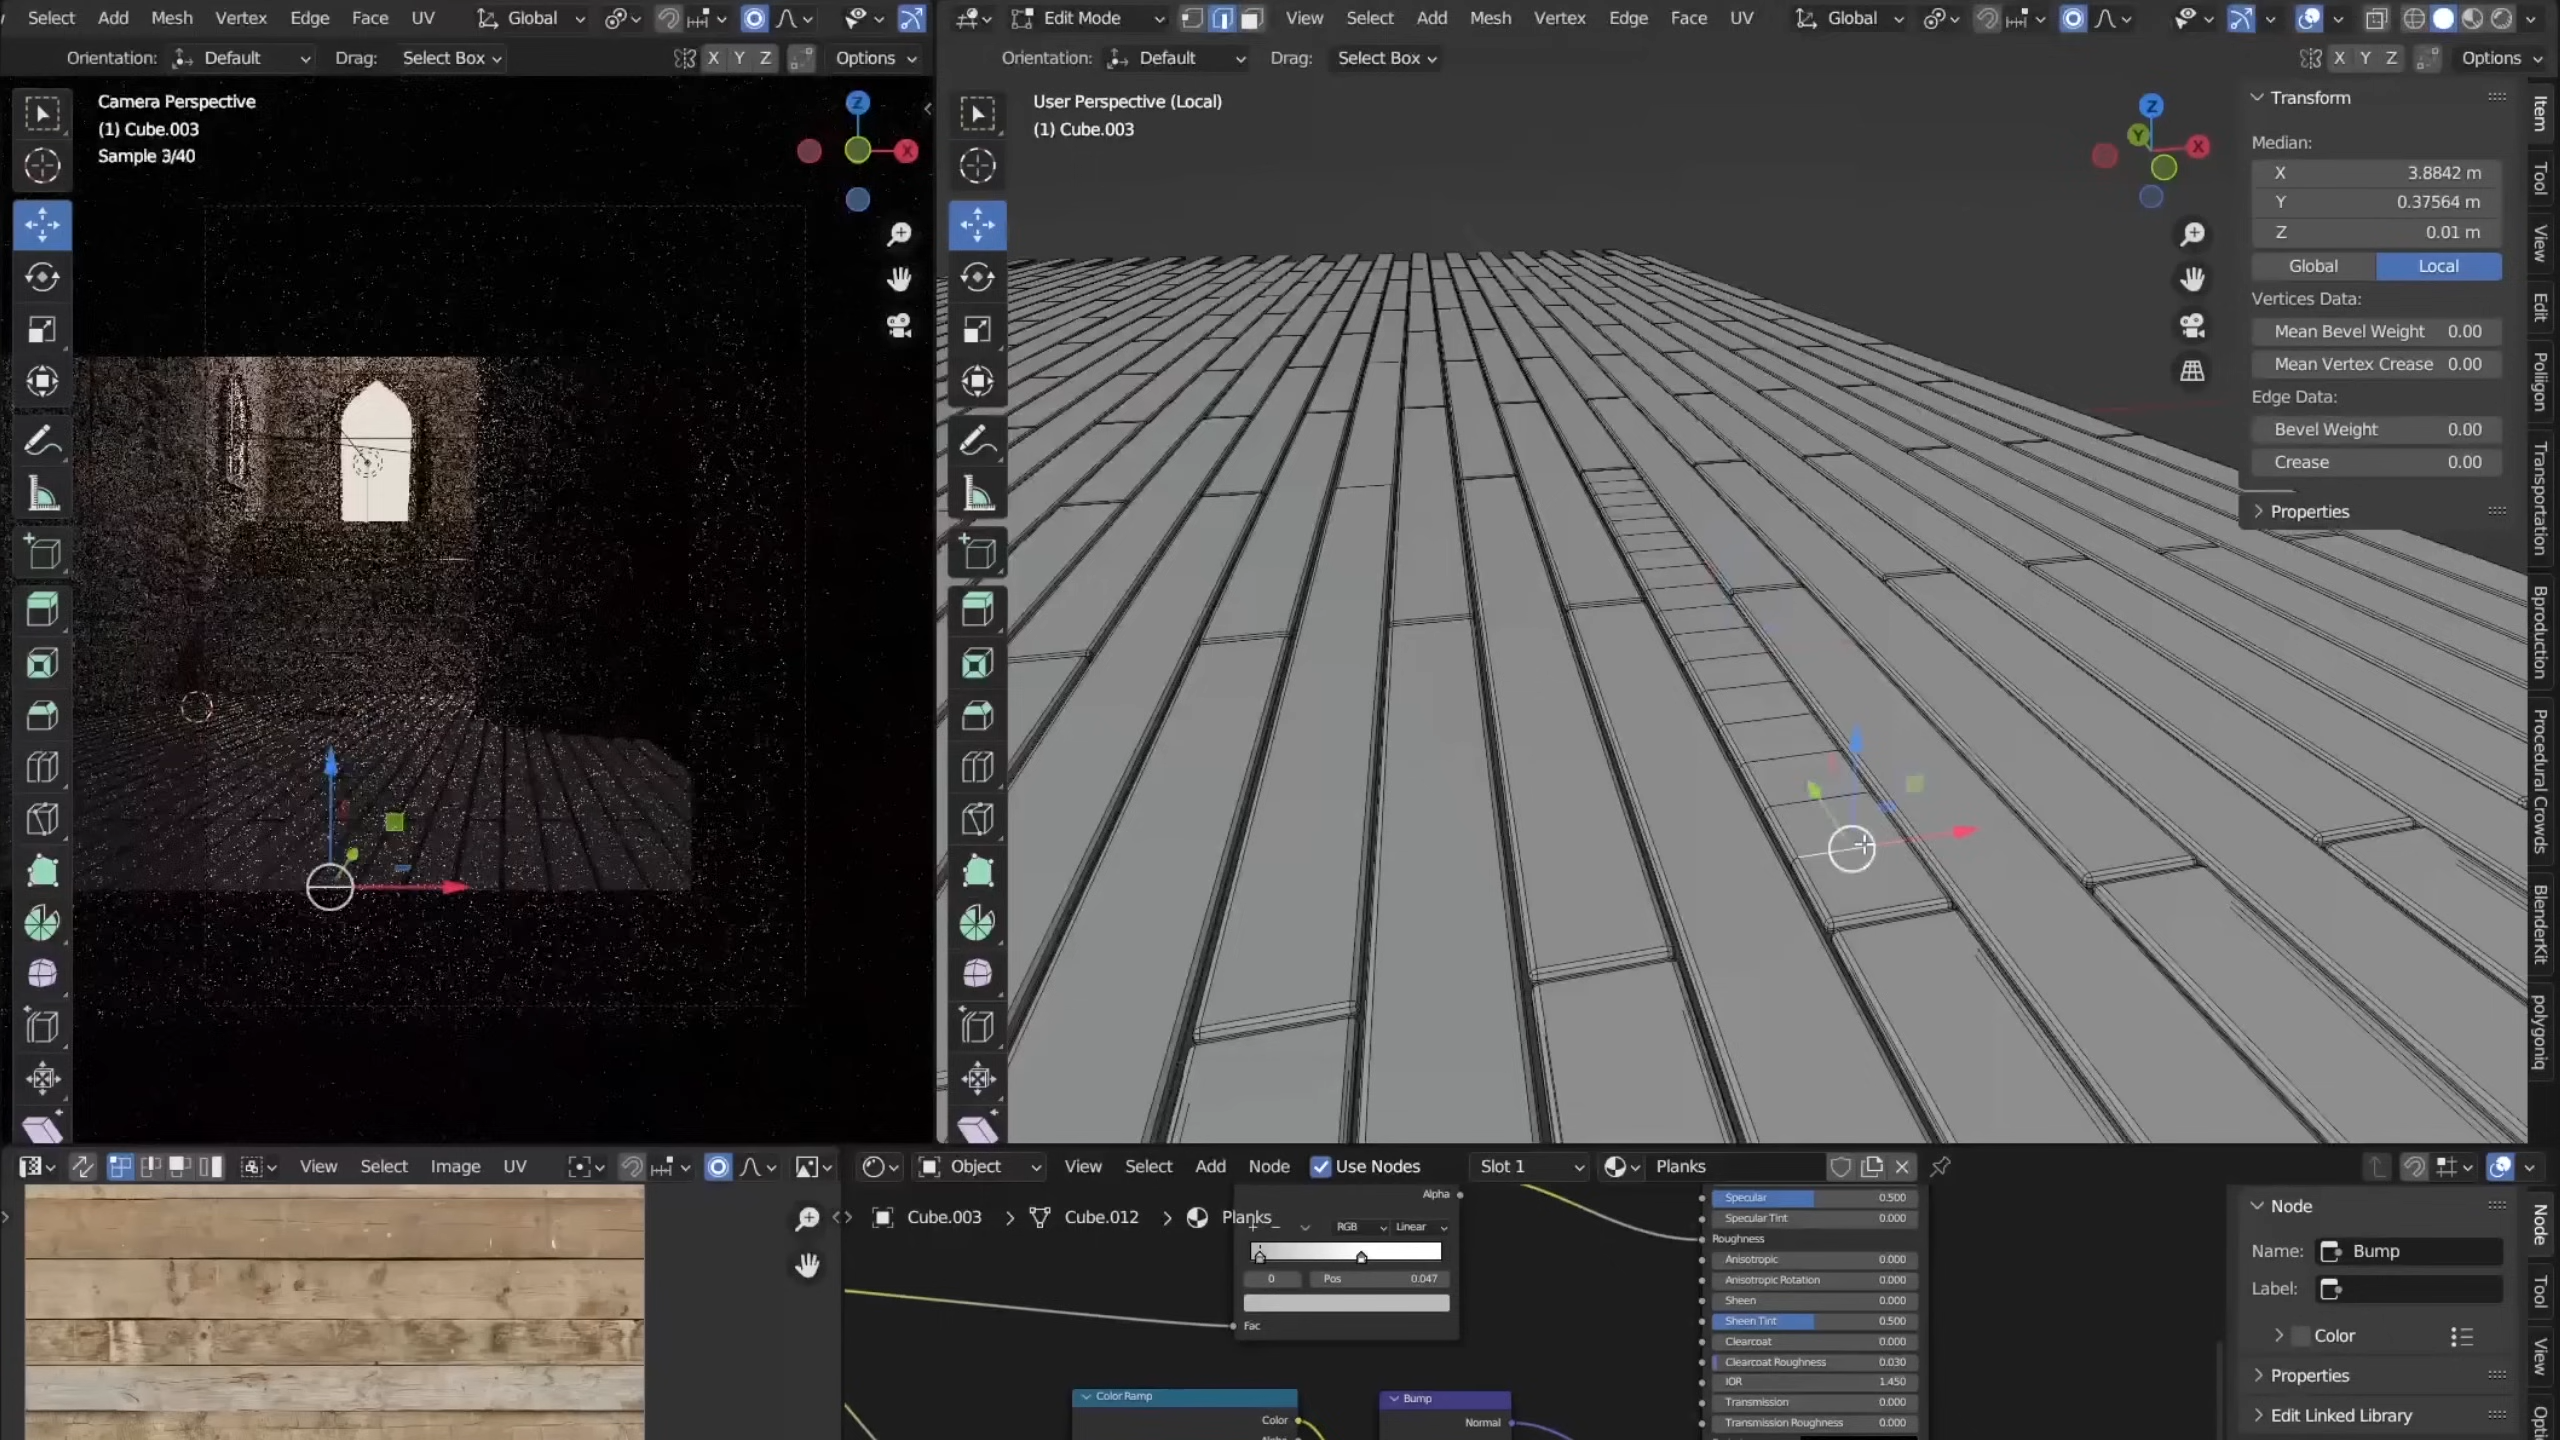 Select Add Mesh Vertex Edge Face UV Global
Orientation: Default Drag: Select Box X Y Z Options
Camera Perspective
(1) Cube.003
Sample 3/40
Z
X
Edit Mode View Select Add Mesh Vertex Edge Face UV Global
Orientation: Default Drag: Select Box X Y Z Options
User Perspective (Local)
(1) Cube.003
Z
Y
X
Transform
Median:
X 3.8842 m
Y 0.37564 m
Z 0.01 m
Global Local
Vertices Data:
Mean Bevel Weight 0.00
Mean Vertex Crease 0.00
Edge Data:
Bevel Weight 0.00
Crease 0.00
Properties
Item
Tool
View
Edit
Poliigon
Transportation
Bproduction
Procedural Crowds
BlenderKit
polygoniq
View Select Image UV
Object View Select Add Node Use Nodes Slot 1 Planks
Cube.003 > Cube.012 > Planks
Alpha
RGB Linear
0 Pos 0.047
Fac
Color Ramp
Color
Bump
Normal
Specular 0.500
Specular Tint 0.000
Roughness
Anisotropic 0.000
Anisotropic Rotation 0.000
Sheen 0.000
Sheen Tint 0.500
Clearcoat 0.000
Clearcoat Roughness 0.030
IOR 1.450
Transmission 0.000
Transmission Roughness 0.000
Node
Name: Bump
Label:
Color
Properties
Edit Linked Library
Node
Tool
View